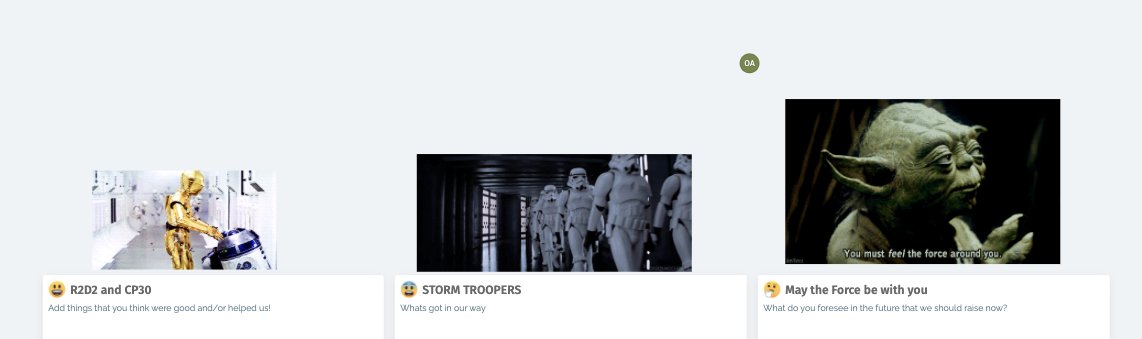 OA
You must feel the force around you.
R2D2 and CP30
Add things that you think were good and/or helped us!
STORM TROOPERS
Whats got in our way
May the Force be with you
What do you foresee in the future that we should raise now?